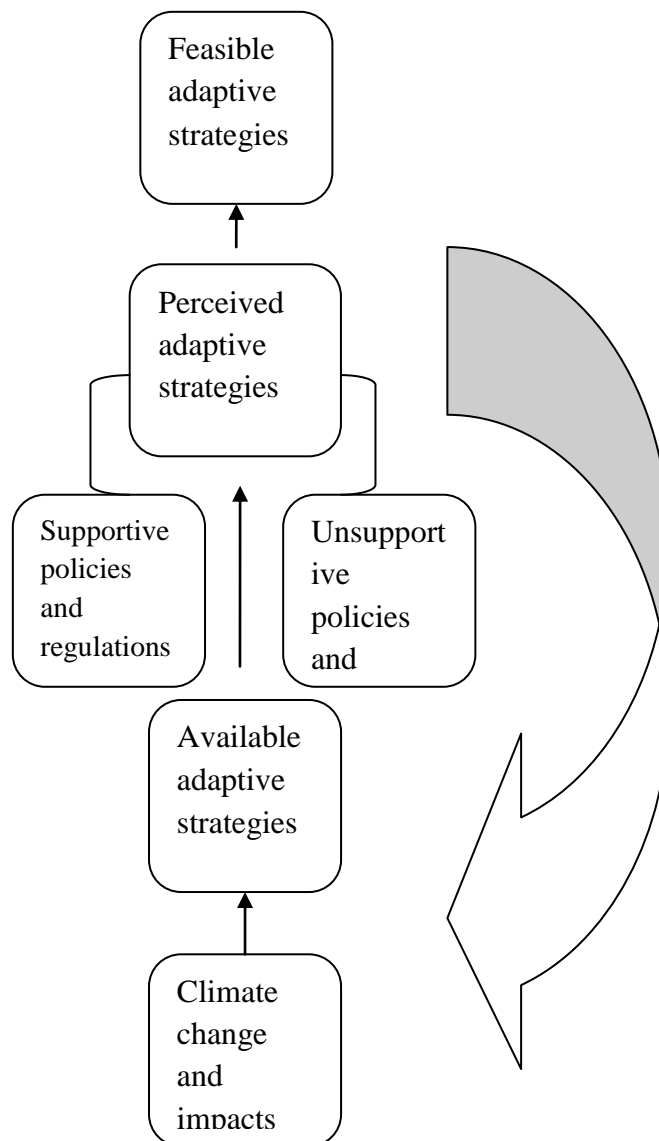 Feasible
adaptive
strategies
Perceived
adaptive
strategies
Supportive
policies
and
regulations
Unsupport
ive
policies
and
Available
adaptive
strategies
Climate
change
and
impacts